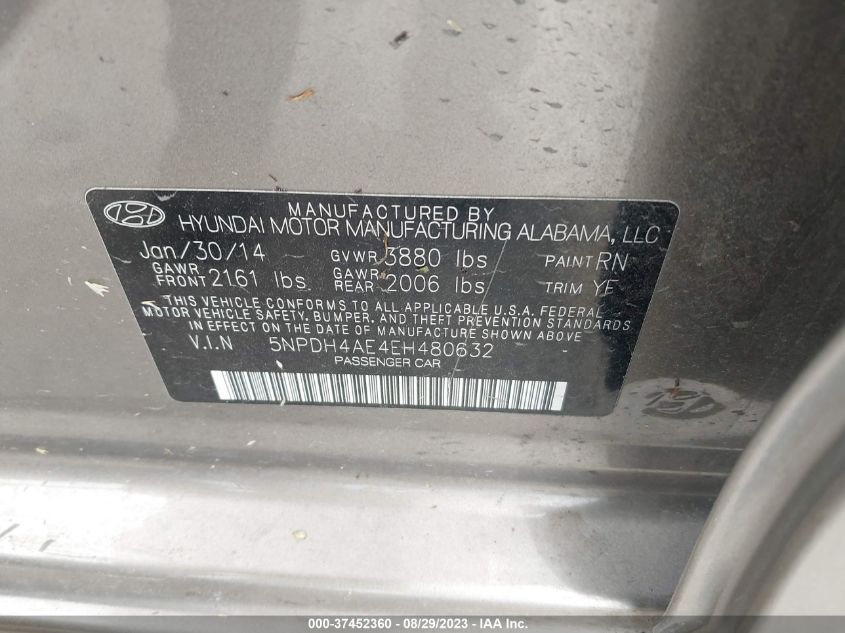 MANUFACTURED BY
HYUNDAI MOTOR MANUFACTURING ALABAMA, LLC
Jan/30/14 GVWR 3880 lbs PAINT RN
GAWR FRONT 2161 lbs GAWR REAR 2006 lbs TRIM YF
THIS VEHICLE CONFORMS TO ALL APPLICABLE U.S.A. FEDERAL
MOTOR VEHICLE SAFETY, BUMPER, AND THEFT PREVENTION STANDARDS
IN EFFECT ON THE DATE OF MANUFACTURE SHOWN ABOVE
V.I.N 5NPDH4AE4EH480632
PASSENGER CAR
000-37452360 - 08/29/2023 - IAA Inc.